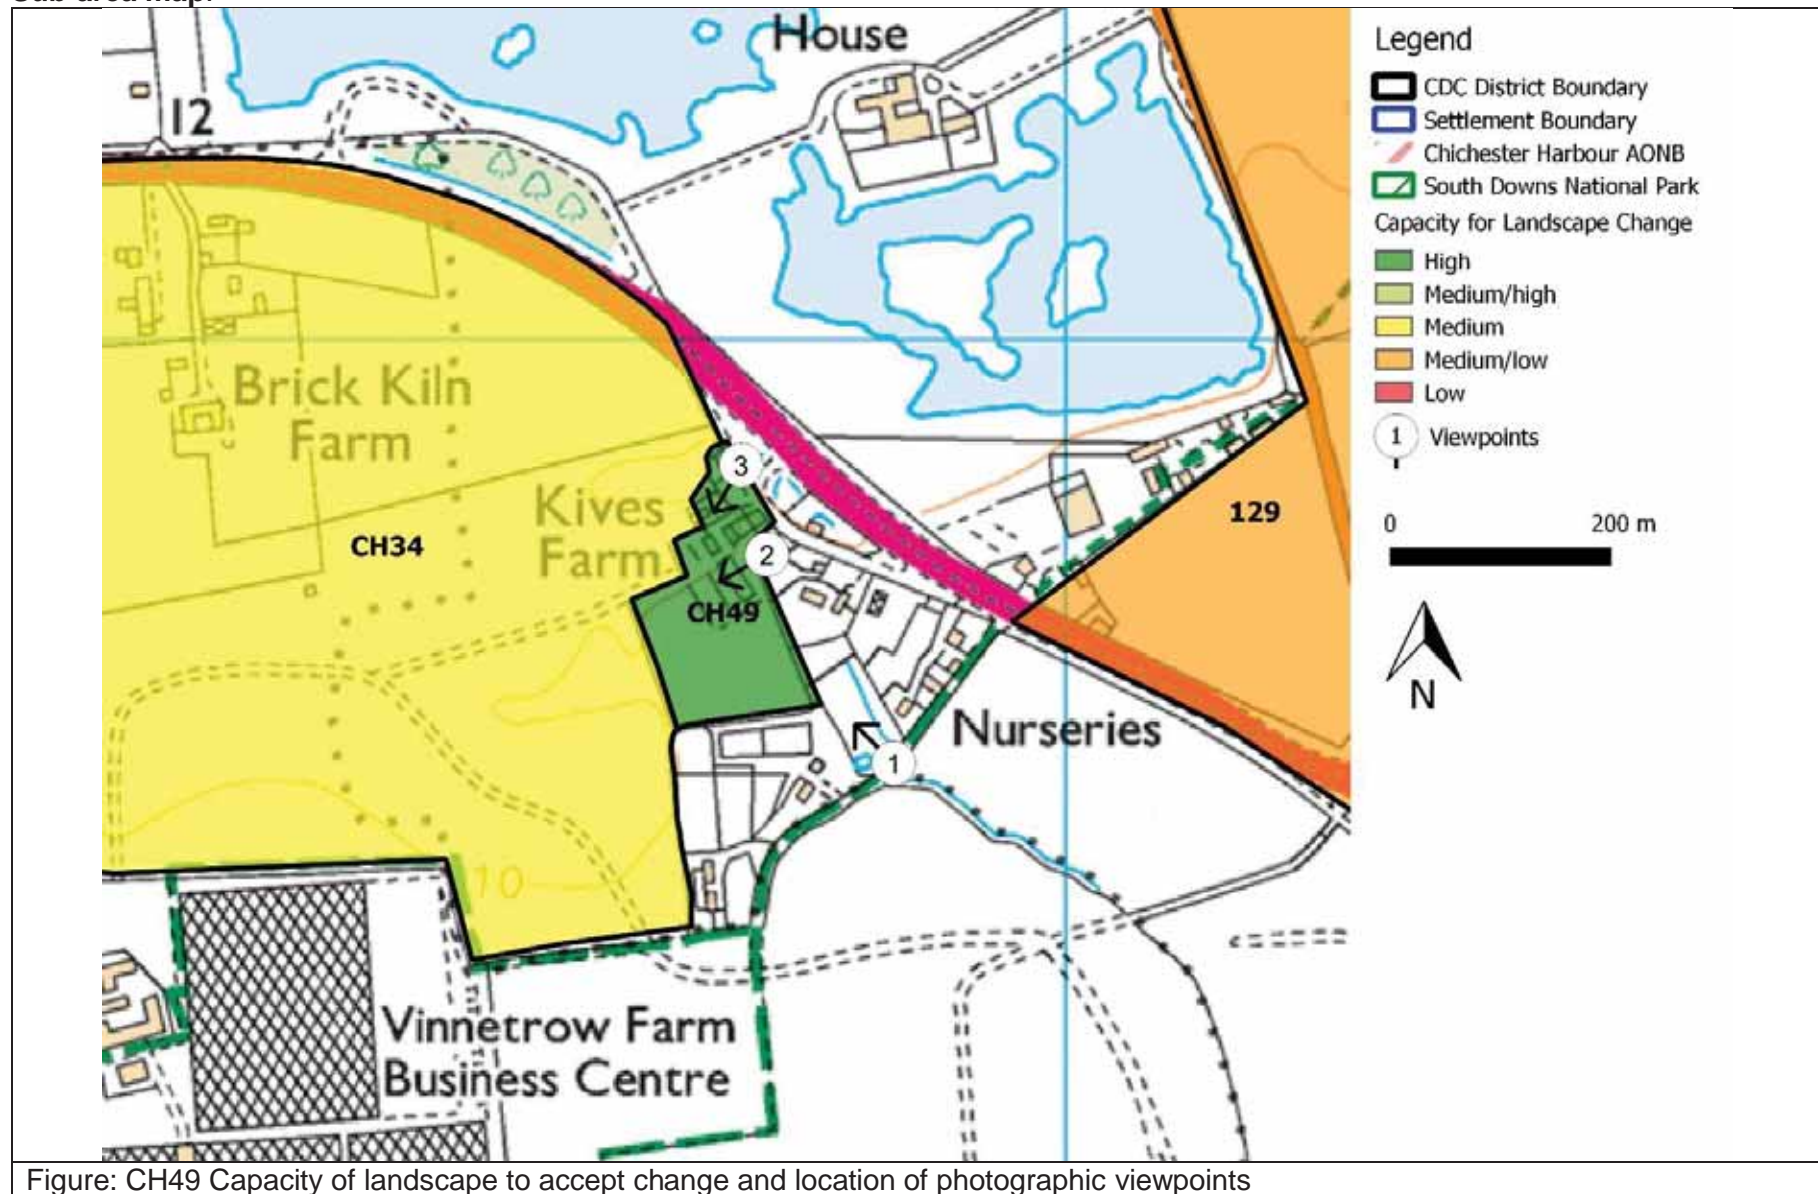 Sub-area map:
House
12
Brick Kiln
Farm
Kives
Farm
CH34
CH49
129
3
2
1
Nurseries
10
Vinnetrow Farm
Business Centre
Legend
CDC District Boundary
Settlement Boundary
Chichester Harbour AONB
South Downs National Park
Capacity for Landscape Change
High
Medium/high
Medium
Medium/low
Low
1 Viewpoints
0 200 m
N
Figure: CH49 Capacity of landscape to accept change and location of photographic viewpoints